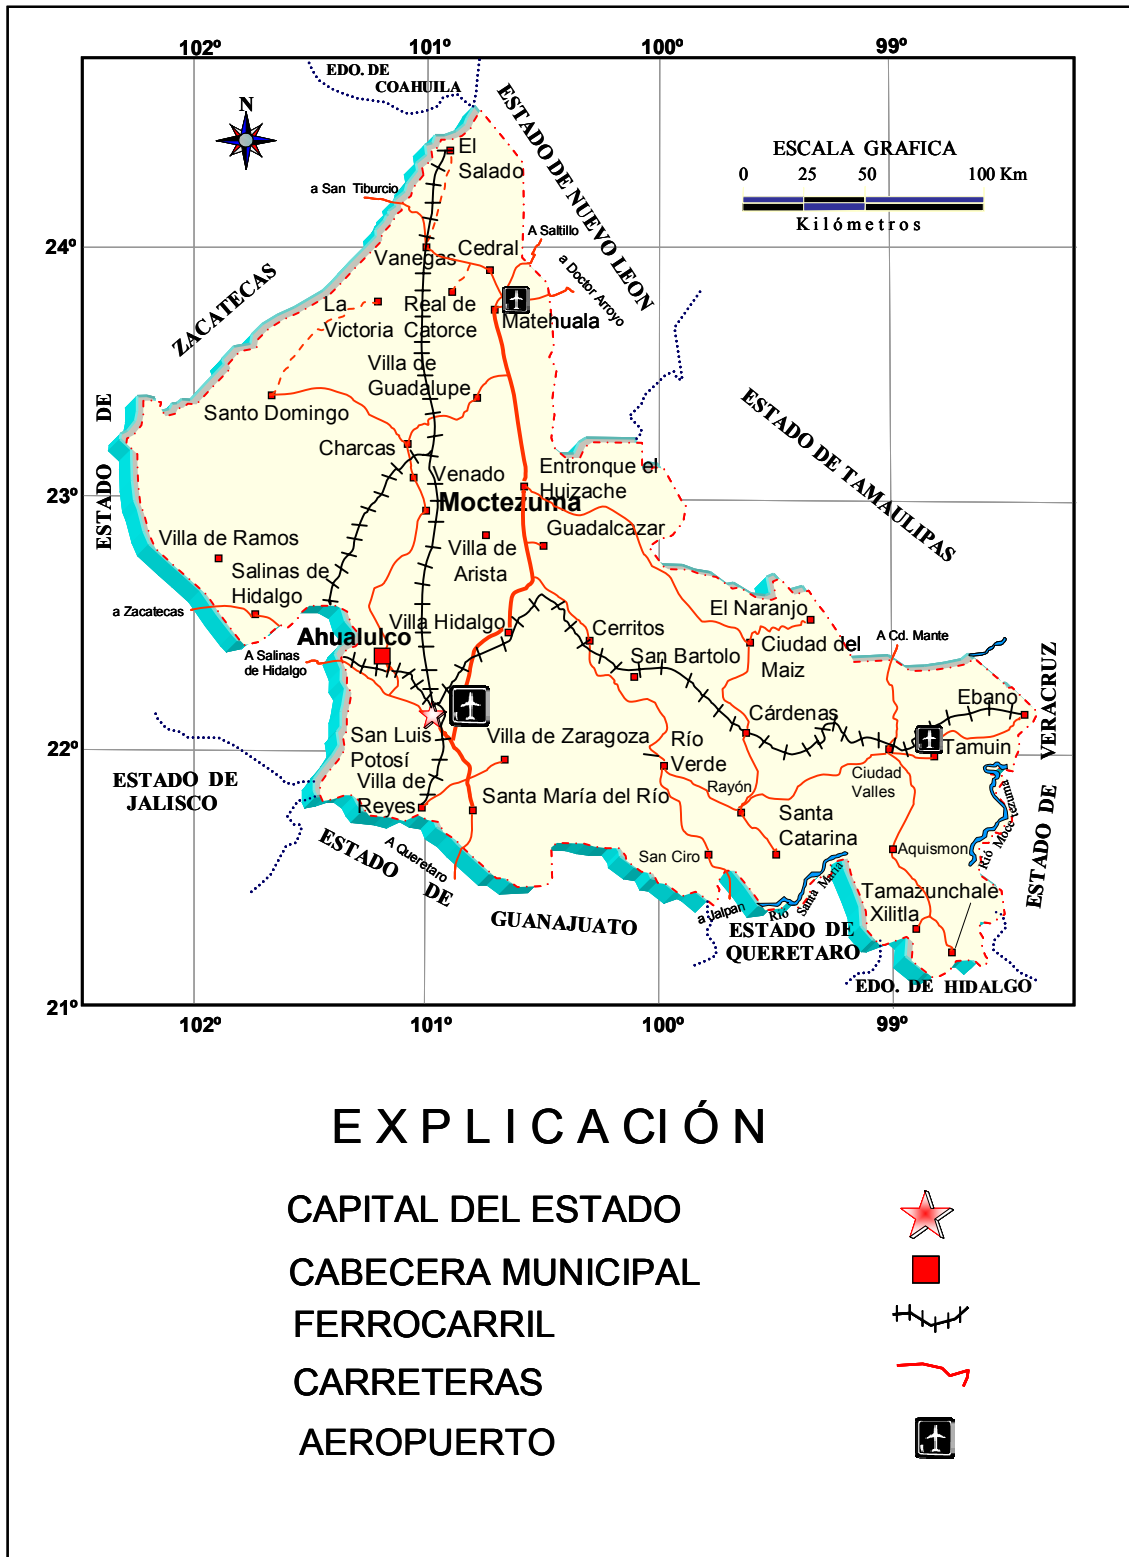 102º 101º 100º 99º
EDO. DE
COAHUILA
N
ESTADO DE NUEVO LEON
ESCALA GRAFICA
0 25 50 100 Km
Kilómetros
El
Salado
a San Tiburcio
24º
Vanegas
Cedral
A Saltillo
a Doctor Arroyo
ZACATECAS
La
Victoria
Real de
Catorce
Matehuala
Villa de
Guadalupe
Santo Domingo
ESTADO DE
ESTADO DE TAMAULIPAS
Charcas
Venado
Entronque el
Huizache
23º
Moctezuma
Guadalcazar
Villa de Ramos
Villa de
Arista
Salinas de
Hidalgo
a Zacatecas
El Naranjo
Villa Hidalgo
Cerritos
Ahualulco
A Salinas
de Hidalgo
San Bartolo
Ciudad del
Maiz
A Cd. Mante
Ebano
ESTADO DE VERACRUZ
22º
San Luis
Potosí
Villa de Zaragoza
Río
Verde
Cárdenas
Tamuin
Ciudad
Valles
ESTADO DE
JALISCO
Villa de
Reyes
Santa María del Río
Rayón
Santa
Catarina
Río Moctezuma
A Queretaro
San Ciro
Aquismon
ESTADO DE
GUANAJUATO
a Jalpan
Río Santa María
Tamazunchale
Xilitla
ESTADO DE
QUERETARO
EDO. DE HIDALGO
21º
102º 101º 100º 99º
EXPLICACIÓN
CAPITAL DEL ESTADO
CABECERA MUNICIPAL
FERROCARRIL
CARRETERAS
AEROPUERTO